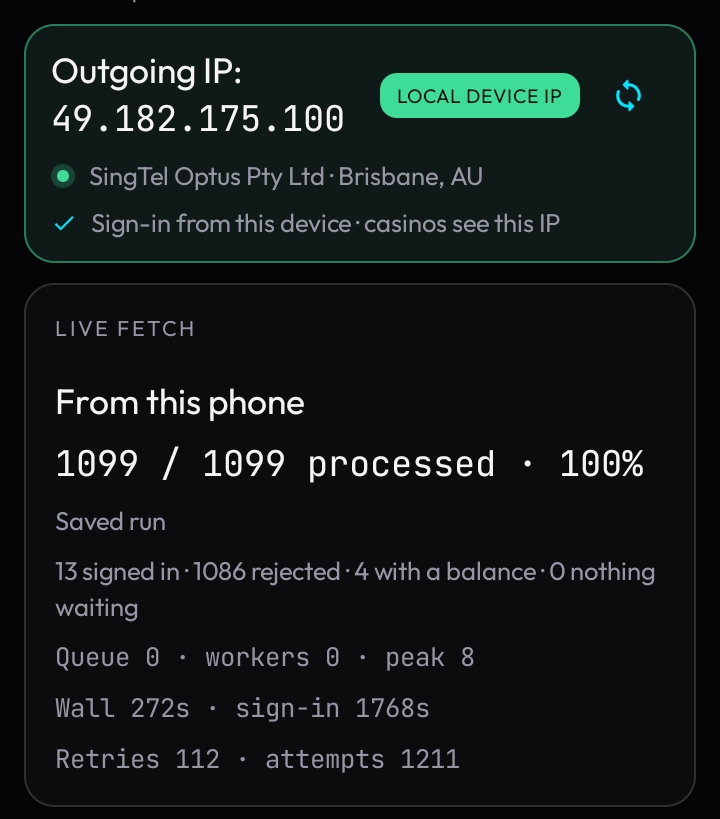 Outgoing IP:
49.182.175.100
LOCAL DEVICE IP
SingTel Optus Pty Ltd · Brisbane, AU
Sign-in from this device · casinos see this IP
LIVE FETCH
From this phone
1099 / 1099 processed · 100%
Saved run
13 signed in · 1086 rejected · 4 with a balance · 0 nothing
waiting
Queue 0 · workers 0 · peak 8
Wall 272s · sign-in 1768s
Retries 112 · attempts 1211